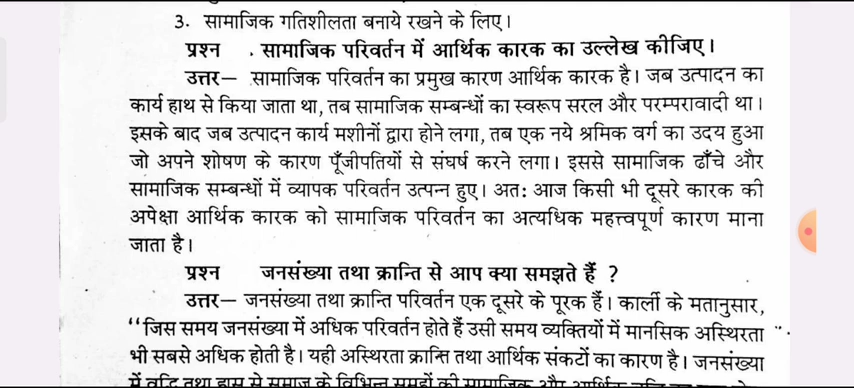 3. सामाजिक गतिशीलता बनाये रखने के लिए।
प्रश्न . सामाजिक परिवर्तन में आर्थिक कारक का उल्लेख कीजिए।
उत्तर— सामाजिक परिवर्तन का प्रमुख कारण आर्थिक कारक है। जब उत्पादन का
कार्य हाथ से किया जाता था, तब सामाजिक सम्बन्धों का स्वरूप सरल और परम्परावादी था।
इसके बाद जब उत्पादन कार्य मशीनों द्वारा होने लगा, तब एक नये श्रमिक वर्ग का उदय हुआ
जो अपने शोषण के कारण पूँजीपतियों से संघर्ष करने लगा। इससे सामाजिक ढाँचे और
सामाजिक सम्बन्धों में व्यापक परिवर्तन उत्पन्न हुए। अतः आज किसी भी दूसरे कारक की
अपेक्षा आर्थिक कारक को सामाजिक परिवर्तन का अत्यधिक महत्त्वपूर्ण कारण माना
जाता है।
प्रश्न जनसंख्या तथा क्रान्ति से आप क्या समझते हैं ?
उत्तर— जनसंख्या तथा क्रान्ति परिवर्तन एक दूसरे के पूरक हैं। कार्ली के मतानुसार,
‘‘जिस समय जनसंख्या में अधिक परिवर्तन होते हैं उसी समय व्यक्तियों में मानसिक अस्थिरता
भी सबसे अधिक होती है। यही अस्थिरता क्रान्ति तथा आर्थिक संकटों का कारण है। जनसंख्या
में वृद्धि तथा ह्रास से समाज के विभिन्न समूहों की सामाजिक और आर्थिक